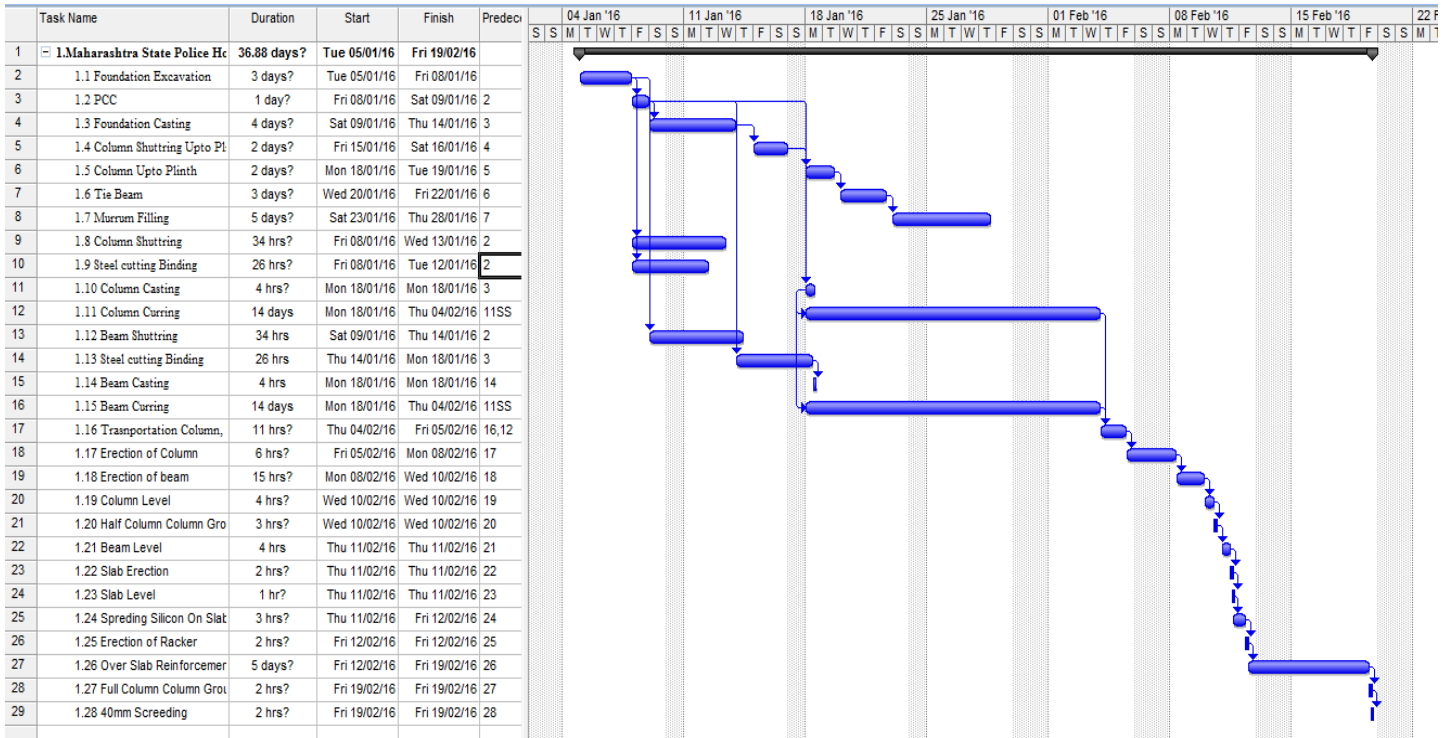 Task Name Duration Start Finish Predece 04 Jan '16 11 Jan '16 18 Jan '16 25 Jan '16 01 Feb '16 08 Feb '16 15 Feb '16 22 F
S S M T W T F S S M T W T F S S M T W T F S S M T W T F S S M T W T F S S M T W T F S S M T W T F S S M T
1 1.Maharashtra State Police Ho 36.88 days? Tue 05/01/16 Fri 19/02/16
2 1.1 Foundation Excavation 3 days? Tue 05/01/16 Fri 08/01/16
3 1.2 PCC 1 day? Fri 08/01/16 Sat 09/01/16 2
4 1.3 Foundation Casting 4 days? Sat 09/01/16 Thu 14/01/16 3
5 1.4 Column Shuttring Upto Pl 2 days? Fri 15/01/16 Sat 16/01/16 4
6 1.5 Column Upto Plinth 2 days? Mon 18/01/16 Tue 19/01/16 5
7 1.6 Tie Beam 3 days? Wed 20/01/16 Fri 22/01/16 6
8 1.7 Murrum Filling 5 days? Sat 23/01/16 Thu 28/01/16 7
9 1.8 Column Shuttring 34 hrs? Fri 08/01/16 Wed 13/01/16 2
10 1.9 Steel cutting Binding 26 hrs? Fri 08/01/16 Tue 12/01/16 2
11 1.10 Column Casting 4 hrs? Mon 18/01/16 Mon 18/01/16 3
12 1.11 Column Curring 14 days Mon 18/01/16 Thu 04/02/16 11SS
13 1.12 Beam Shuttring 34 hrs Sat 09/01/16 Thu 14/01/16 2
14 1.13 Steel cutting Binding 26 hrs Thu 14/01/16 Mon 18/01/16 3
15 1.14 Beam Casting 4 hrs Mon 18/01/16 Mon 18/01/16 14
16 1.15 Beam Curring 14 days Mon 18/01/16 Thu 04/02/16 11SS
17 1.16 Trasnportation Column, 11 hrs? Thu 04/02/16 Fri 05/02/16 16,12
18 1.17 Erection of Column 6 hrs? Fri 05/02/16 Mon 08/02/16 17
19 1.18 Erection of beam 15 hrs? Mon 08/02/16 Wed 10/02/16 18
20 1.19 Column Level 4 hrs? Wed 10/02/16 Wed 10/02/16 19
21 1.20 Half Column Column Gro 3 hrs? Wed 10/02/16 Wed 10/02/16 20
22 1.21 Beam Level 4 hrs Thu 11/02/16 Thu 11/02/16 21
23 1.22 Slab Erection 2 hrs? Thu 11/02/16 Thu 11/02/16 22
24 1.23 Slab Level 1 hr? Thu 11/02/16 Thu 11/02/16 23
25 1.24 Spreding Silicon On Slab 3 hrs? Thu 11/02/16 Fri 12/02/16 24
26 1.25 Erection of Racker 2 hrs? Fri 12/02/16 Fri 12/02/16 25
27 1.26 Over Slab Reinforcemer 5 days? Fri 12/02/16 Fri 19/02/16 26
28 1.27 Full Column Column Grou 2 hrs? Fri 19/02/16 Fri 19/02/16 27
29 1.28 40mm Screeding 2 hrs? Fri 19/02/16 Fri 19/02/16 28